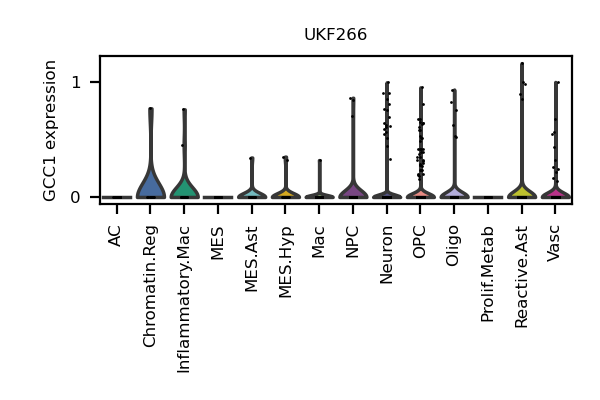 UKF266
GCC1 expression
1
0
AC
Chromatin.Reg
Inflammatory.Mac
MES
MES.Ast
MES.Hyp
Mac
NPC
Neuron
OPC
Oligo
Prolif.Metab
Reactive.Ast
Vasc